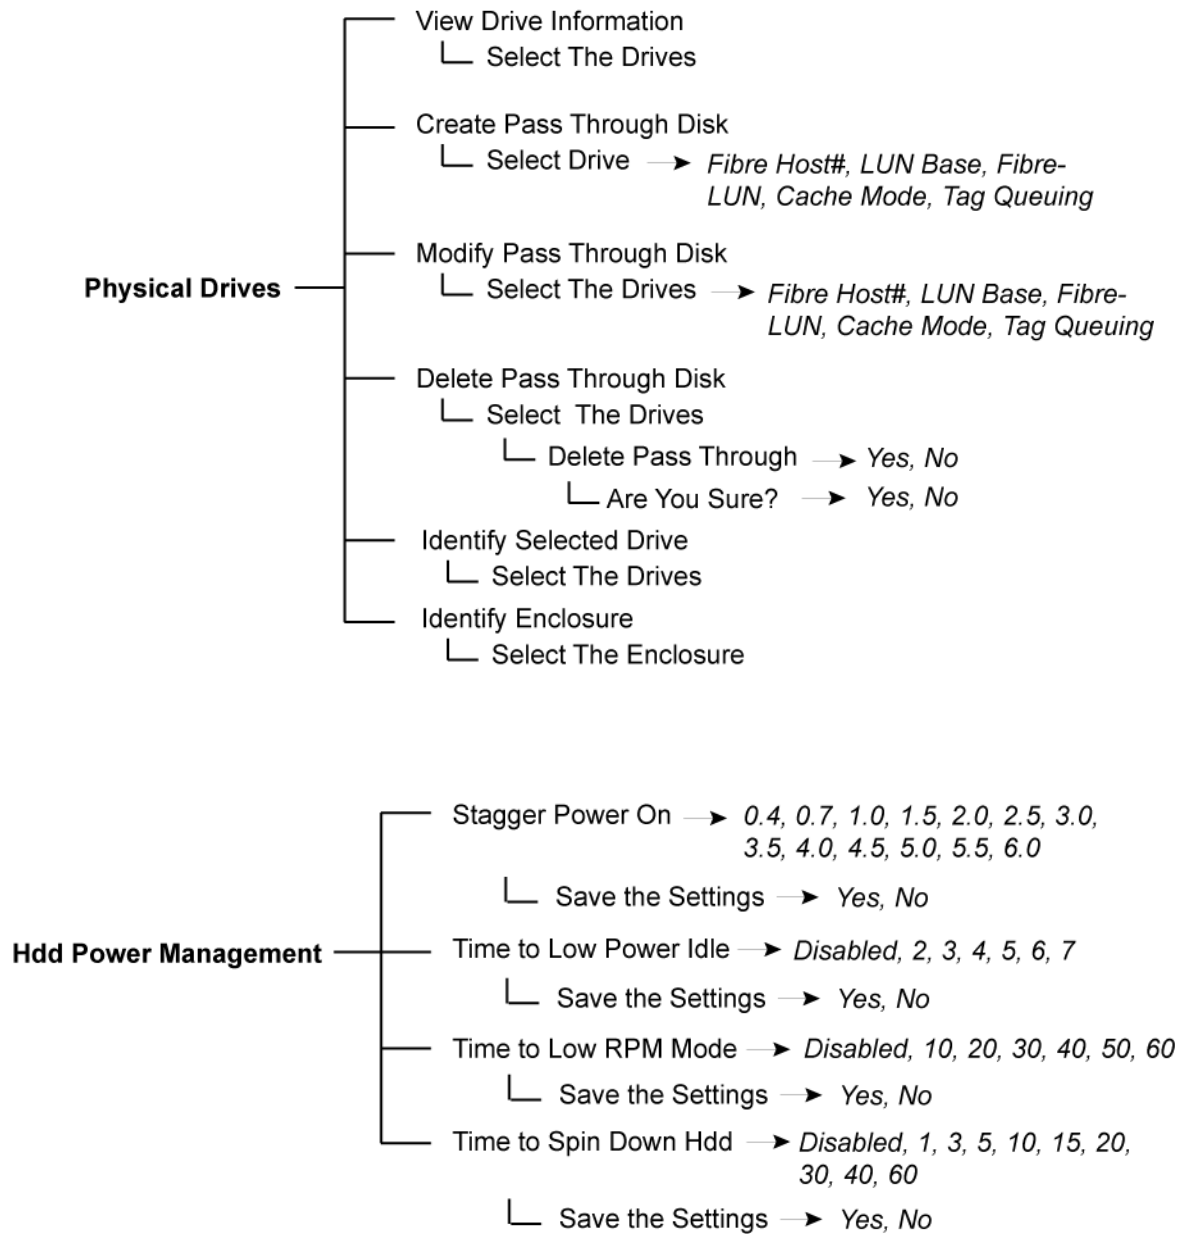 View Drive Information
Select The Drives
Create Pass Through Disk
Select Drive Fibre Host#, LUN Base, Fibre-
LUN, Cache Mode, Tag Queuing
Modify Pass Through Disk
Physical Drives
Select The Drives Fibre Host#, LUN Base, Fibre-
LUN, Cache Mode, Tag Queuing
Delete Pass Through Disk
Select The Drives
Delete Pass Through Yes, No
Are You Sure? Yes, No
Identify Selected Drive
Select The Drives
Identify Enclosure
Select The Enclosure
Stagger Power On 0.4, 0.7, 1.0, 1.5, 2.0, 2.5, 3.0,
3.5, 4.0, 4.5, 5.0, 5.5, 6.0
Save the Settings Yes, No
Hdd Power Management
Time to Low Power Idle Disabled, 2, 3, 4, 5, 6, 7
Save the Settings Yes, No
Time to Low RPM Mode Disabled, 10, 20, 30, 40, 50, 60
Save the Settings Yes, No
Time to Spin Down Hdd Disabled, 1, 3, 5, 10, 15, 20,
30, 40, 60
Save the Settings Yes, No